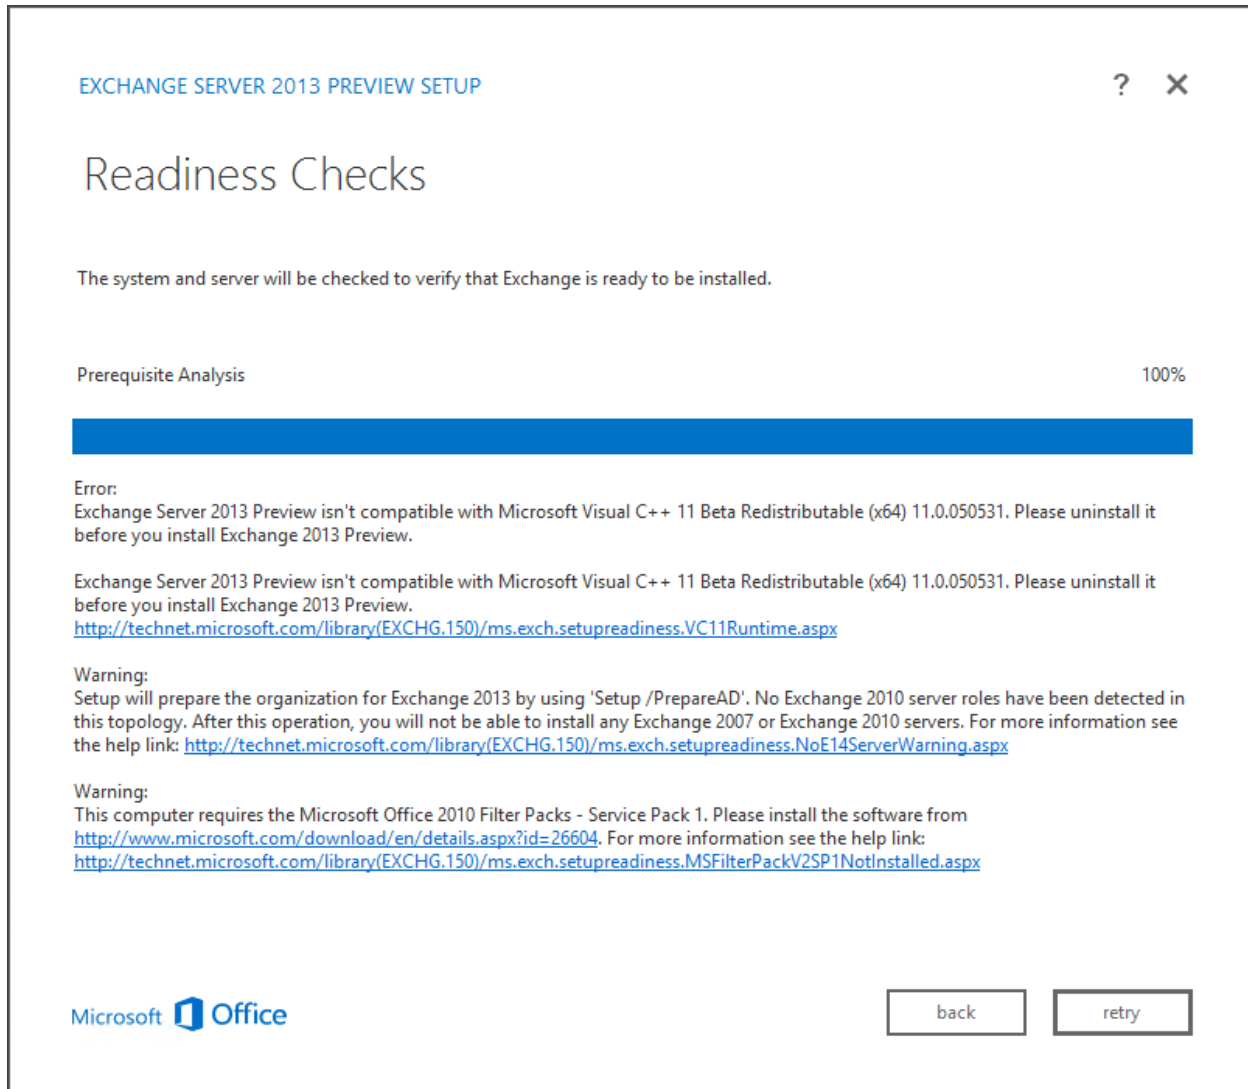 EXCHANGE SERVER 2013 PREVIEW SETUP
?
Readiness Checks
The system and server will be checked to verify that Exchange is ready to be installed.
Prerequisite Analysis 100%
Error:
Exchange Server 2013 Preview isn't compatible with Microsoft Visual C++ 11 Beta Redistributable (x64) 11.0.050531. Please uninstall it
before you install Exchange 2013 Preview.
Exchange Server 2013 Preview isn't compatible with Microsoft Visual C++ 11 Beta Redistributable (x64) 11.0.050531. Please uninstall it
before you install Exchange 2013 Preview.
http://technet.microsoft.com/library(EXCHG.150)/ms.exch.setupreadiness.VC11Runtime.aspx
Warning:
Setup will prepare the organization for Exchange 2013 by using 'Setup /PrepareAD'. No Exchange 2010 server roles have been detected in
this topology. After this operation, you will not be able to install any Exchange 2007 or Exchange 2010 servers. For more information see
the help link: http://technet.microsoft.com/library(EXCHG.150)/ms.exch.setupreadiness.NoE14ServerWarning.aspx
Warning:
This computer requires the Microsoft Office 2010 Filter Packs - Service Pack 1. Please install the software from
http://www.microsoft.com/download/en/details.aspx?id=26604. For more information see the help link:
http://technet.microsoft.com/library(EXCHG.150)/ms.exch.setupreadiness.MSFilterPackV2SP1NotInstalled.aspx
Microsoft Office
back
retry